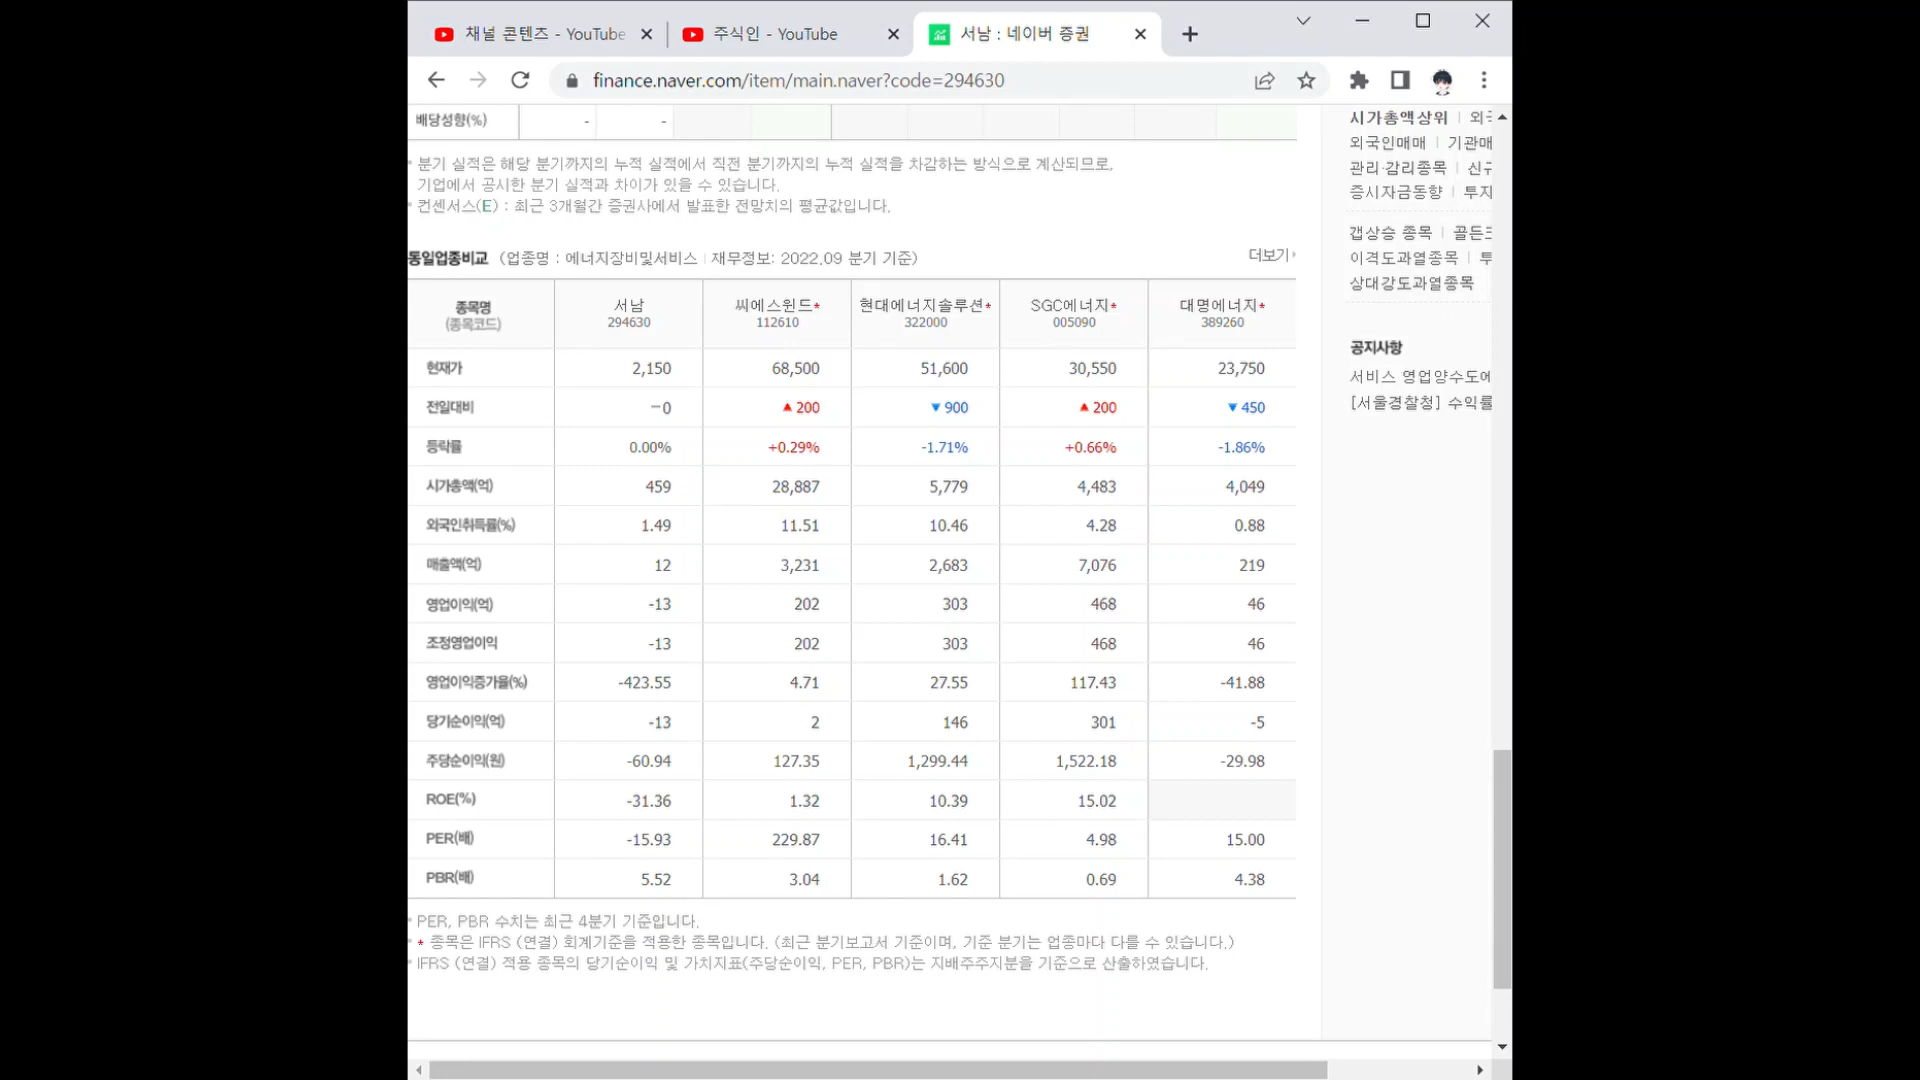 채널 콘텐츠 - YouTube
주식인 - YouTube
서남 : 네이버 증권
finance.naver.com/item/main.naver?code=294630
배당성향(%) - -
* 분기 실적은 해당 분기까지의 누적 실적에서 직전 분기까지의 누적 실적을 차감하는 방식으로 계산되므로,
기업에서 공시한 분기 실적과 차이가 있을 수 있습니다.
* 컨센서스(E) : 최근 3개월간 증권사에서 발표한 전망치의 평균값입니다.
동일업종비교 (업종명 : 에너지장비및서비스 | 재무정보: 2022.09 분기 기준) 더보기
종목명 서남 씨에스윈드* 현대에너지솔루션* SGC에너지* 대명에너지*
(종목코드) 294630 112610 322000 005090 389260
현재가 2,150 68,500 51,600 30,550 23,750
전일대비 −0 ▲200 ▼900 ▲200 ▼450
등락률 0.00% +0.29% -1.71% +0.66% -1.86%
시가총액(억) 459 28,887 5,779 4,483 4,049
외국인취득률(%) 1.49 11.51 10.46 4.28 0.88
매출액(억) 12 3,231 2,683 7,076 219
영업이익(억) -13 202 303 468 46
조정영업이익 -13 202 303 468 46
영업이익증가율(%) -423.55 4.71 27.55 117.43 -41.88
당기순이익(억) -13 2 146 301 -5
주당순이익(원) -60.94 127.35 1,299.44 1,522.18 -29.98
ROE(%) -31.36 1.32 10.39 15.02
PER(배) -15.93 229.87 16.41 4.98 15.00
PBR(배) 5.52 3.04 1.62 0.69 4.38
* PER, PBR 수치는 최근 4분기 기준입니다.
* * 종목은 IFRS (연결) 회계기준을 적용한 종목입니다. (최근 분기보고서 기준이며, 기준 분기는 업종마다 다를 수 있습니다.)
* IFRS (연결) 적용 종목의 당기순이익 및 가치지표(주당순이익, PER, PBR)는 지배주주지분을 기준으로 산출하였습니다.
시가총액상위 | 외
외국인매매 | 기관매
관리·감리종목 | 신규
증시자금동향 | 투자
갭상승 종목 | 골든
이격도과열종목 | 투
상대강도과열종목
공지사항
서비스 영업양수도에
[서울경찰청] 수익률